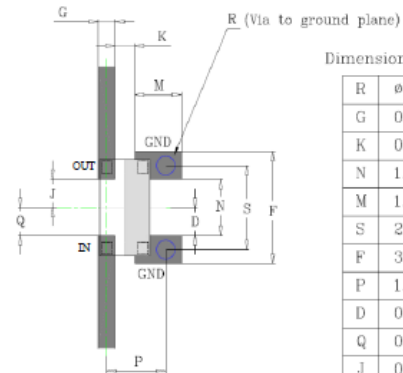 R (Via to ground plane)
G
K
M
GND
OUT
J
Q
D
N
S
F
IN
GND
P
Dimension
R ø
G 0
K 0
N 1.
M 1.
S 2
F 3
P 1.
D 0
Q 0
J 0